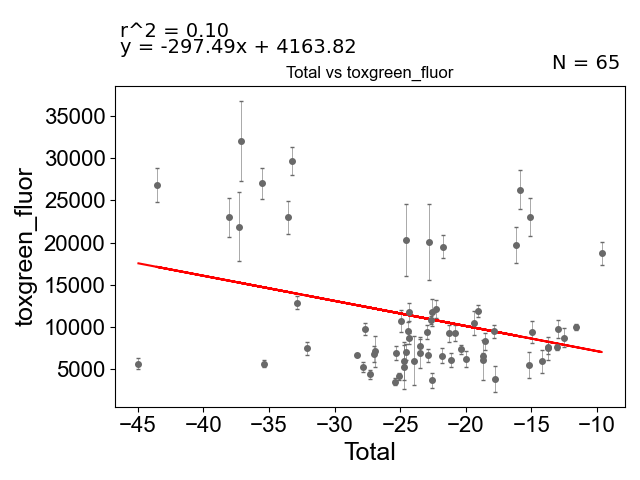 r^2 = 0.10
y = -297.49x + 4163.82
N = 65
Total vs toxgreen_fluor
35000
30000
25000
20000
15000
10000
5000
toxgreen_fluor
−45 −40 −35 −30 −25 −20 −15 −10
Total